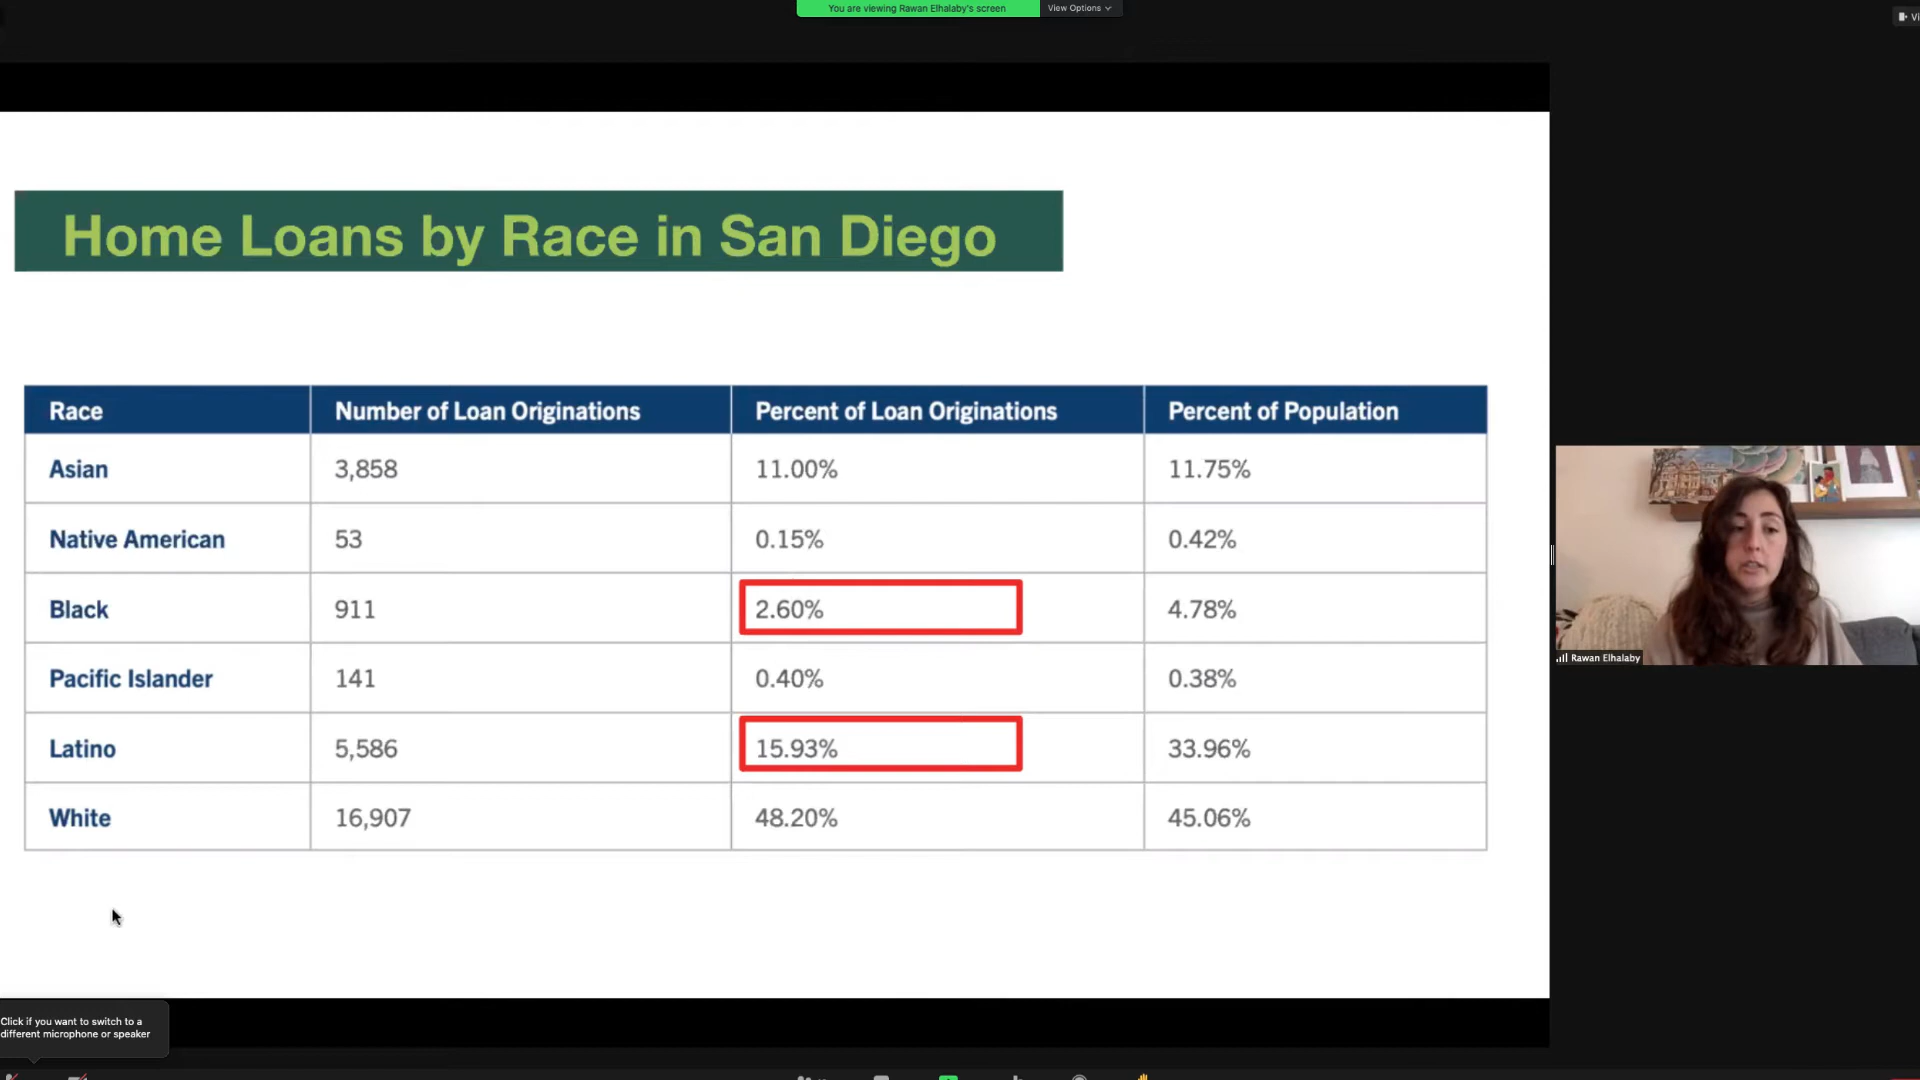 You are viewing Rawan Elhalaby's screen
View Options
Vi
Home Loans by Race in San Diego
Race Number of Loan Originations Percent of Loan Originations Percent of Population
Asian 3,858 11.00% 11.75%
Native American 53 0.15% 0.42%
Black 911 2.60% 4.78%
Pacific Islander 141 0.40% 0.38%
Latino 5,586 15.93% 33.96%
White 16,907 48.20% 45.06%
Rawan Elhalaby
Click if you want to switch to a
different microphone or speaker